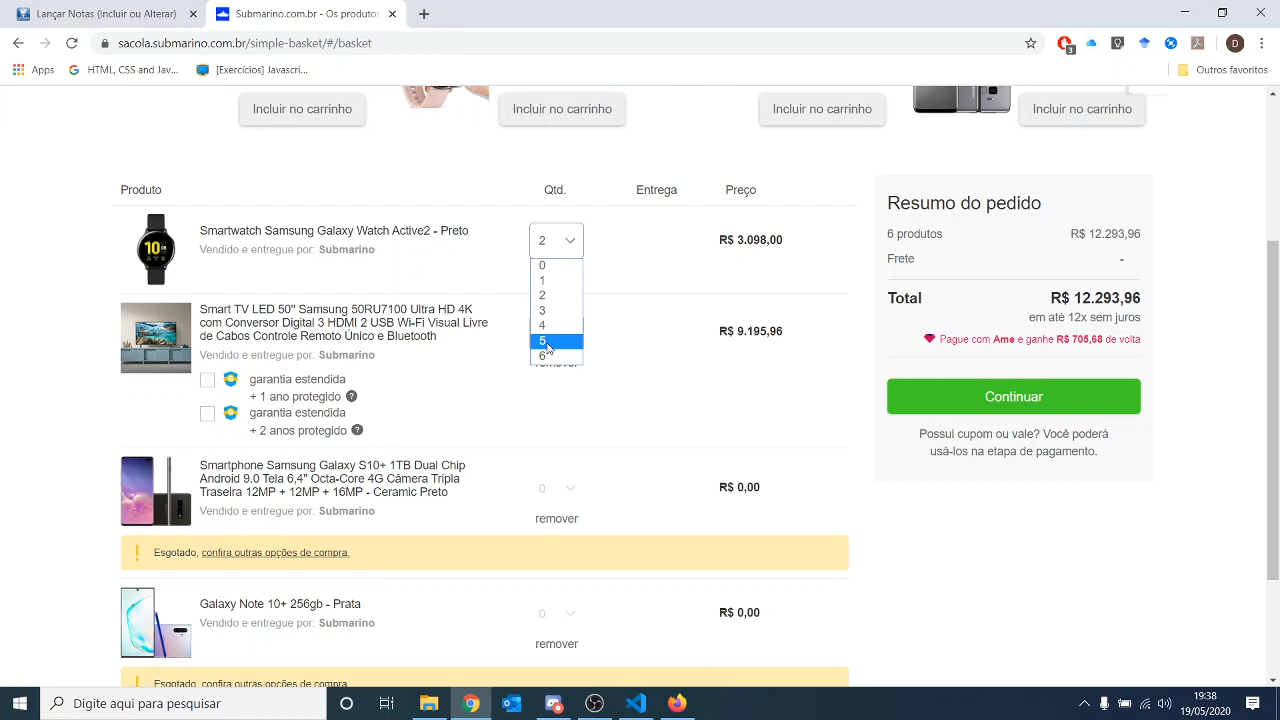 Lançar Notas (Incluir ou Alterar)
Submarino.com.br - Os produtos
sacola.submarino.com.br/simple-basket/#/basket
3
D
Apps
HTML, CSS and Jav...
[Exercícios] Javascri...
Outros favoritos
Incluir no carrinho
Incluir no carrinho
Incluir no carrinho
Incluir no carrinho
Produto
Qtd.
Entrega
Preço
Smartwatch Samsung Galaxy Watch Active2 - Preto
Vendido e entregue por: Submarino
10
2
R$ 3.098,00
0
1
2
3
4
5
6
remover
Smart TV LED 50" Samsung 50RU7100 Ultra HD 4K
com Conversor Digital 3 HDMI 2 USB Wi-Fi Visual Livre
de Cabos Controle Remoto Único e Bluetooth
Vendido e entregue por: Submarino
R$ 9.195,96
garantia estendida
+ 1 ano protegido ?
garantia estendida
+ 2 anos protegido ?
Smartphone Samsung Galaxy S10+ 1TB Dual Chip
Android 9.0 Tela 6,4" Octa-Core 4G Câmera Tripla
Traseira 12MP + 12MP + 16MP - Ceramic Preto
Vendido e entregue por: Submarino
0
remover
R$ 0,00
Esgotado, confira outras opções de compra.
Galaxy Note 10+ 256gb - Prata
Vendido e entregue por: Submarino
0
remover
R$ 0,00
Esgotado, confira outras opções de compra.
Resumo do pedido
6 produtos R$ 12.293,96
Frete -
Total R$ 12.293,96
em até 12x sem juros
Pague com Ame e ganhe R$ 705,68 de volta
Continuar
Possui cupom ou vale? Você poderá
usá-los na etapa de pagamento.
Digite aqui para pesquisar
19:38
19/05/2020